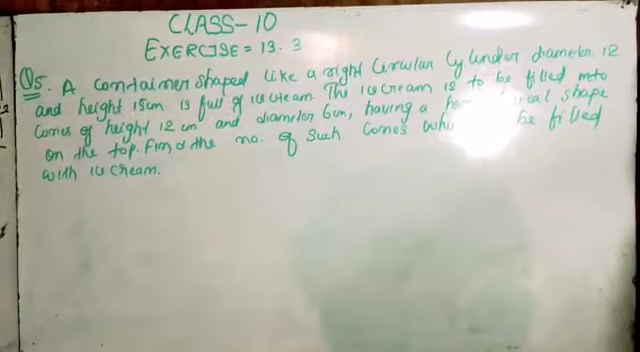 CLASS-10
EXERCISE = 13.3
Q5. A container shaped like a right circular cylinder diameter 12
and height 15cm is full of ice cream. The ice cream is to be filled into
cones of height 12 cm and diameter 6cm, having a shape
on the top. Find the no. of such cones be filled
with ice cream.